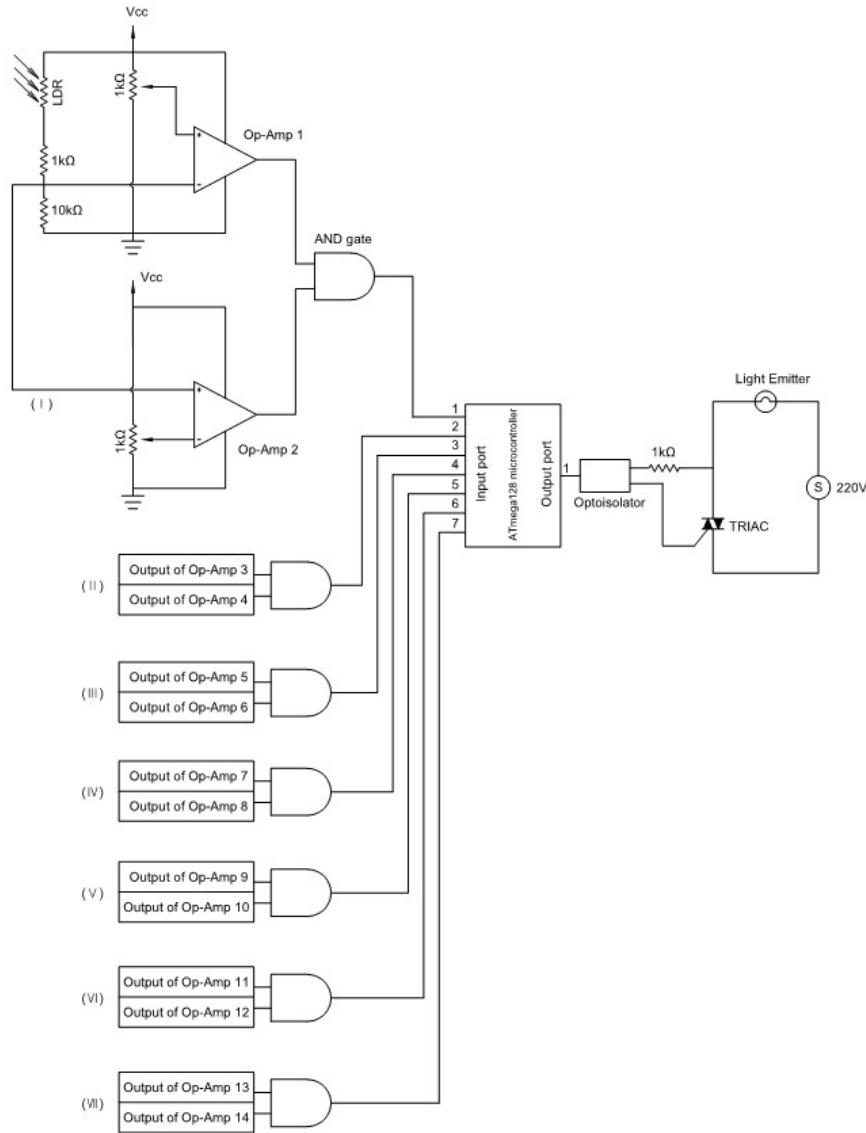 Vcc
LDR
1kΩ
1kΩ
10kΩ
+
-
Op-Amp 1
AND gate
Vcc
( I )
1kΩ
+
-
Op-Amp 2
1
2
3
4
5
6
7
Input port
ATmega128 microcontroller
Output port
1
Optoisolator
1kΩ
Light Emitter
S
220V
TRIAC
( II )
Output of Op-Amp 3
Output of Op-Amp 4
( III )
Output of Op-Amp 5
Output of Op-Amp 6
( IV )
Output of Op-Amp 7
Output of Op-Amp 8
( V )
Output of Op-Amp 9
Output of Op-Amp 10
( VI )
Output of Op-Amp 11
Output of Op-Amp 12
( VII )
Output of Op-Amp 13
Output of Op-Amp 14